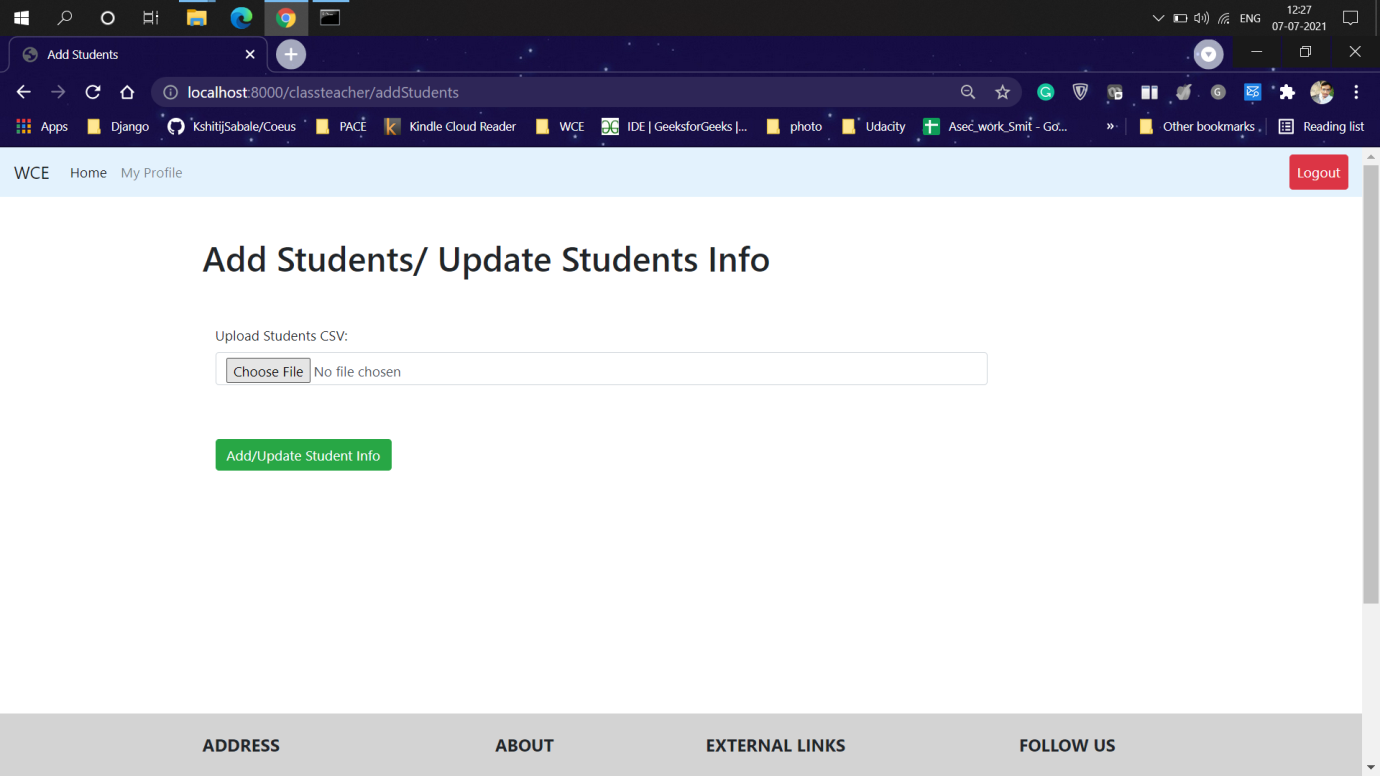 12:27
ENG
07-07-2021
Add Students
localhost:8000/classteacher/addStudents
Apps Django KshitijSabale/Coeus PACE Kindle Cloud Reader WCE IDE | GeeksforGeeks |... photo Udacity Asec_work_Smit - Go... » Other bookmarks Reading list
WCE Home My Profile Logout
Add Students/ Update Students Info
Upload Students CSV:
Choose File No file chosen
Add/Update Student Info
ADDRESS ABOUT EXTERNAL LINKS FOLLOW US